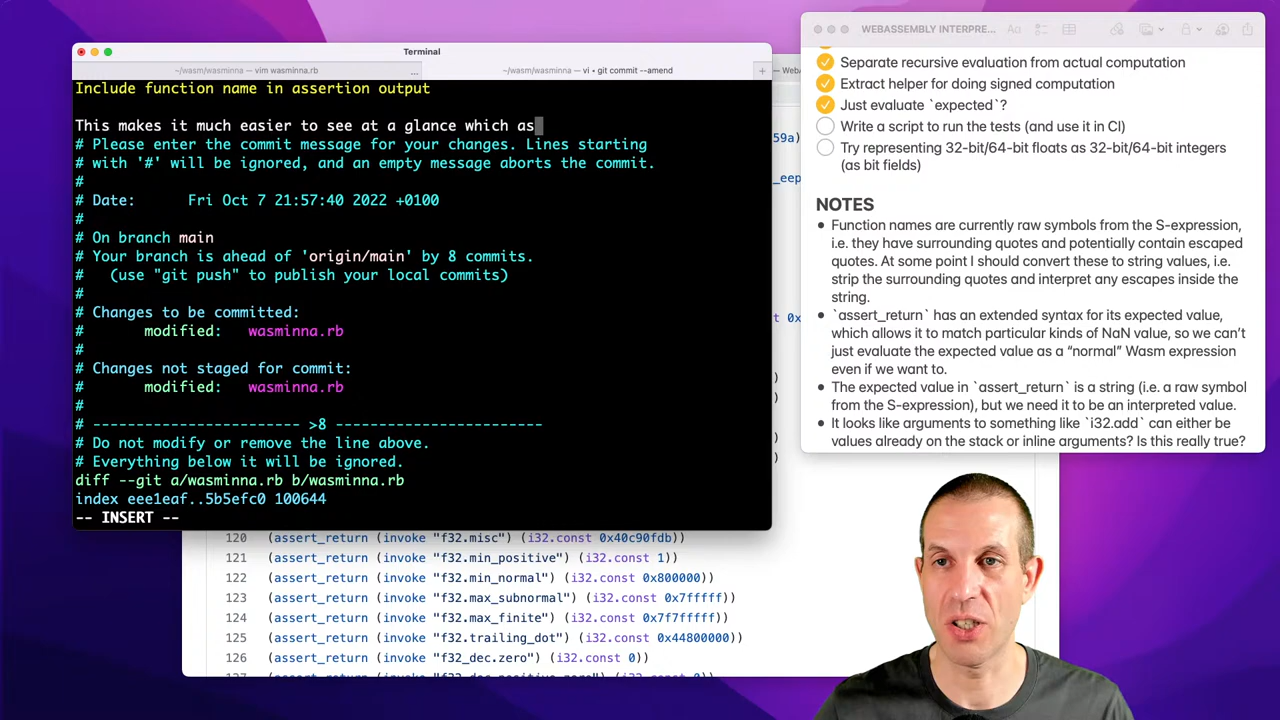 Terminal
~/wasm/wasminna — vim wasminna.rb
...
~/wasm/wasminna — vi • git commit --amend
+
Include function name in assertion output
This makes it much easier to see at a glance which as
# Please enter the commit message for your changes. Lines starting
# with '#' will be ignored, and an empty message aborts the commit.
#
# Date:      Fri Oct 7 21:57:40 2022 +0100
#
# On branch main
# Your branch is ahead of 'origin/main' by 8 commits.
#   (use "git push" to publish your local commits)
#
# Changes to be committed:
#       modified:   wasminna.rb
#
# Changes not staged for commit:
#       modified:   wasminna.rb
#
# ------------------------ >8 ------------------------
# Do not modify or remove the line above.
# Everything below it will be ignored.
diff --git a/wasminna.rb b/wasminna.rb
index eee1eaf..5b5efc0 100644
-- INSERT --
59a)
_eep
st 0x
120 (assert_return (invoke "f32.misc") (i32.const 0x40c90fdb))
121 (assert_return (invoke "f32.min_positive") (i32.const 1))
122 (assert_return (invoke "f32.min_normal") (i32.const 0x800000))
123 (assert_return (invoke "f32.max_subnormal") (i32.const 0x7fffff))
124 (assert_return (invoke "f32.max_finite") (i32.const 0x7f7fffff))
125 (assert_return (invoke "f32.trailing_dot") (i32.const 0x44800000))
126 (assert_return (invoke "f32_dec.zero") (i32.const 0))
WEBASSEMBLY INTERPRE...
Separate recursive evaluation from actual computation
Extract helper for doing signed computation
Just evaluate `expected`?
Write a script to run the tests (and use it in CI)
Try representing 32-bit/64-bit floats as 32-bit/64-bit integers
(as bit fields)
NOTES
• Function names are currently raw symbols from the S-expression,
i.e. they have surrounding quotes and potentially contain escaped
quotes. At some point I should convert these to string values, i.e.
strip the surrounding quotes and interpret any escapes inside the
string.
• `assert_return` has an extended syntax for its expected value,
which allows it to match particular kinds of NaN value, so we can't
just evaluate the expected value as a “normal” Wasm expression
even if we want to.
• The expected value in `assert_return` is a string (i.e. a raw symbol
from the S-expression), but we need it to be an interpreted value.
• It looks like arguments to something like `i32.add` can either be
values already on the stack or inline arguments? Is this really true?